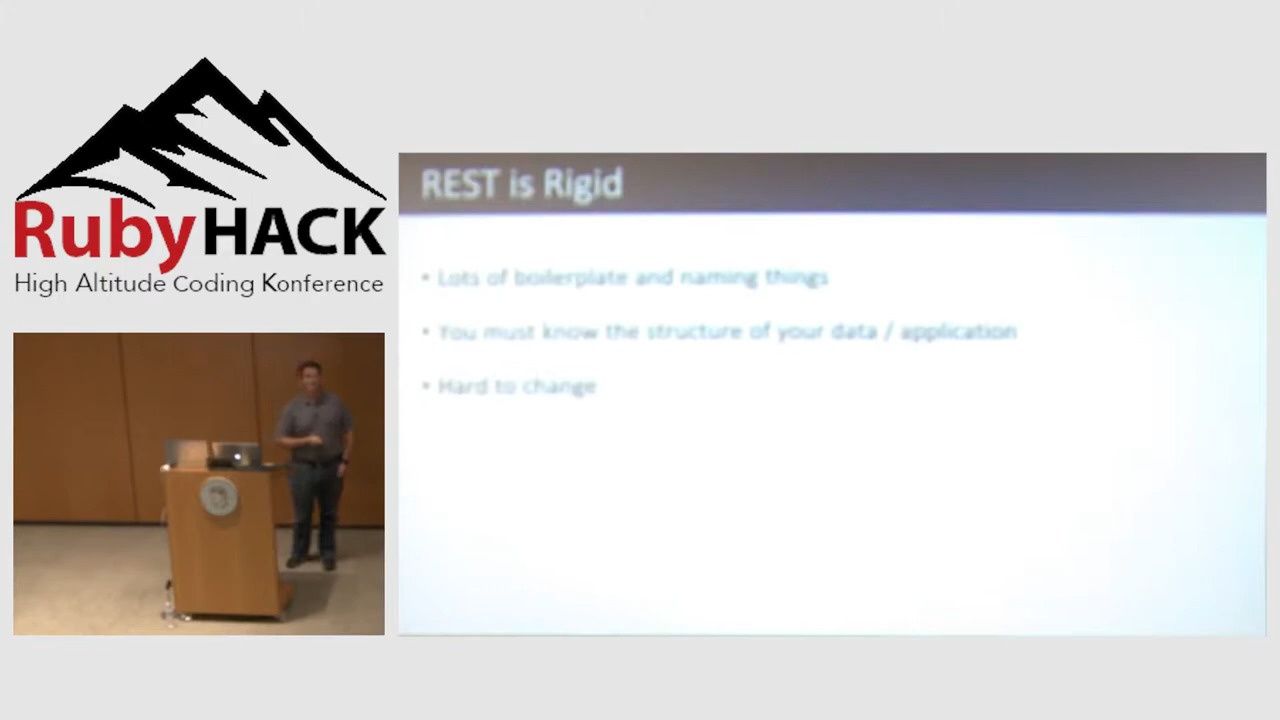 RubyHACK
High Altitude Coding Konference
REST is Rigid
• Lots of boilerplate and naming things
• You must know the structure of your data / application
• Hard to change